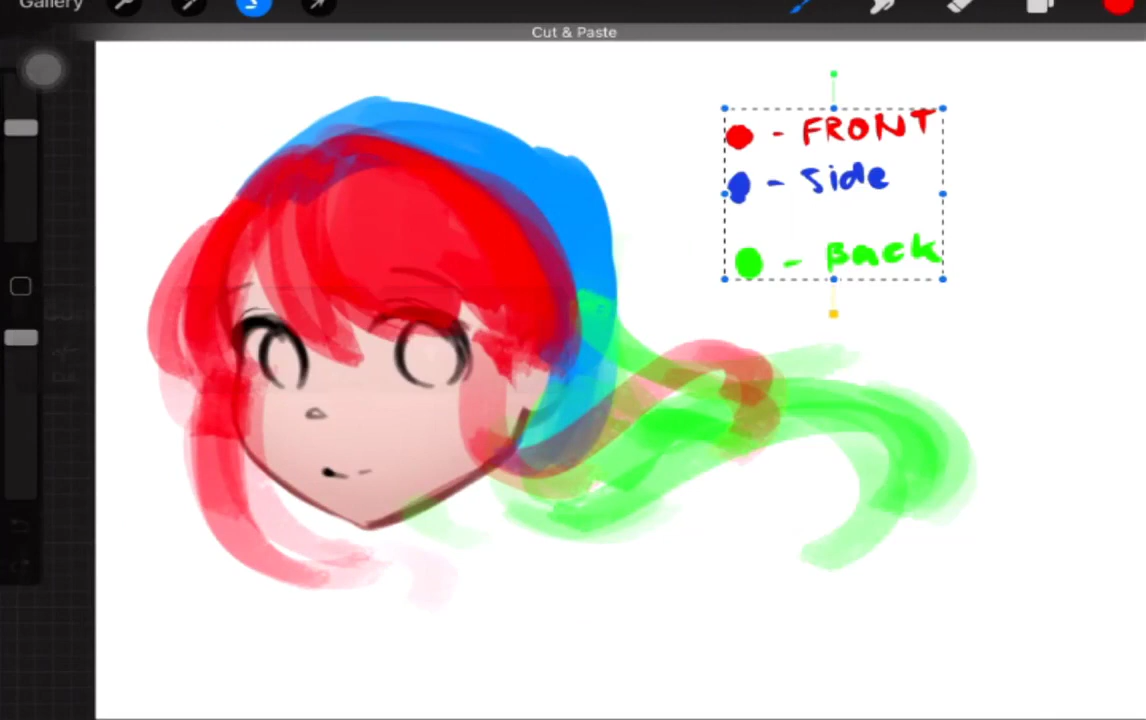 Gallery
Cut & Paste
- FRONT
- Side
- Back